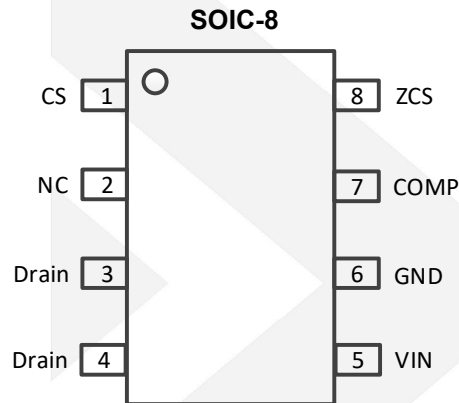 SOIC-8
CS 1 8 ZCS
NC 2 7 COMP
Drain 3 6 GND
Drain 4 5 VIN